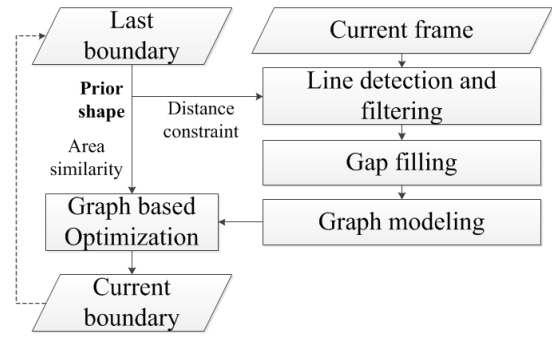 Last
boundary
Current frame
Prior
shape
Distance
constraint
Line detection and
filtering
Area
similarity
Gap filling
Graph based
Optimization
Graph modeling
Current
boundary